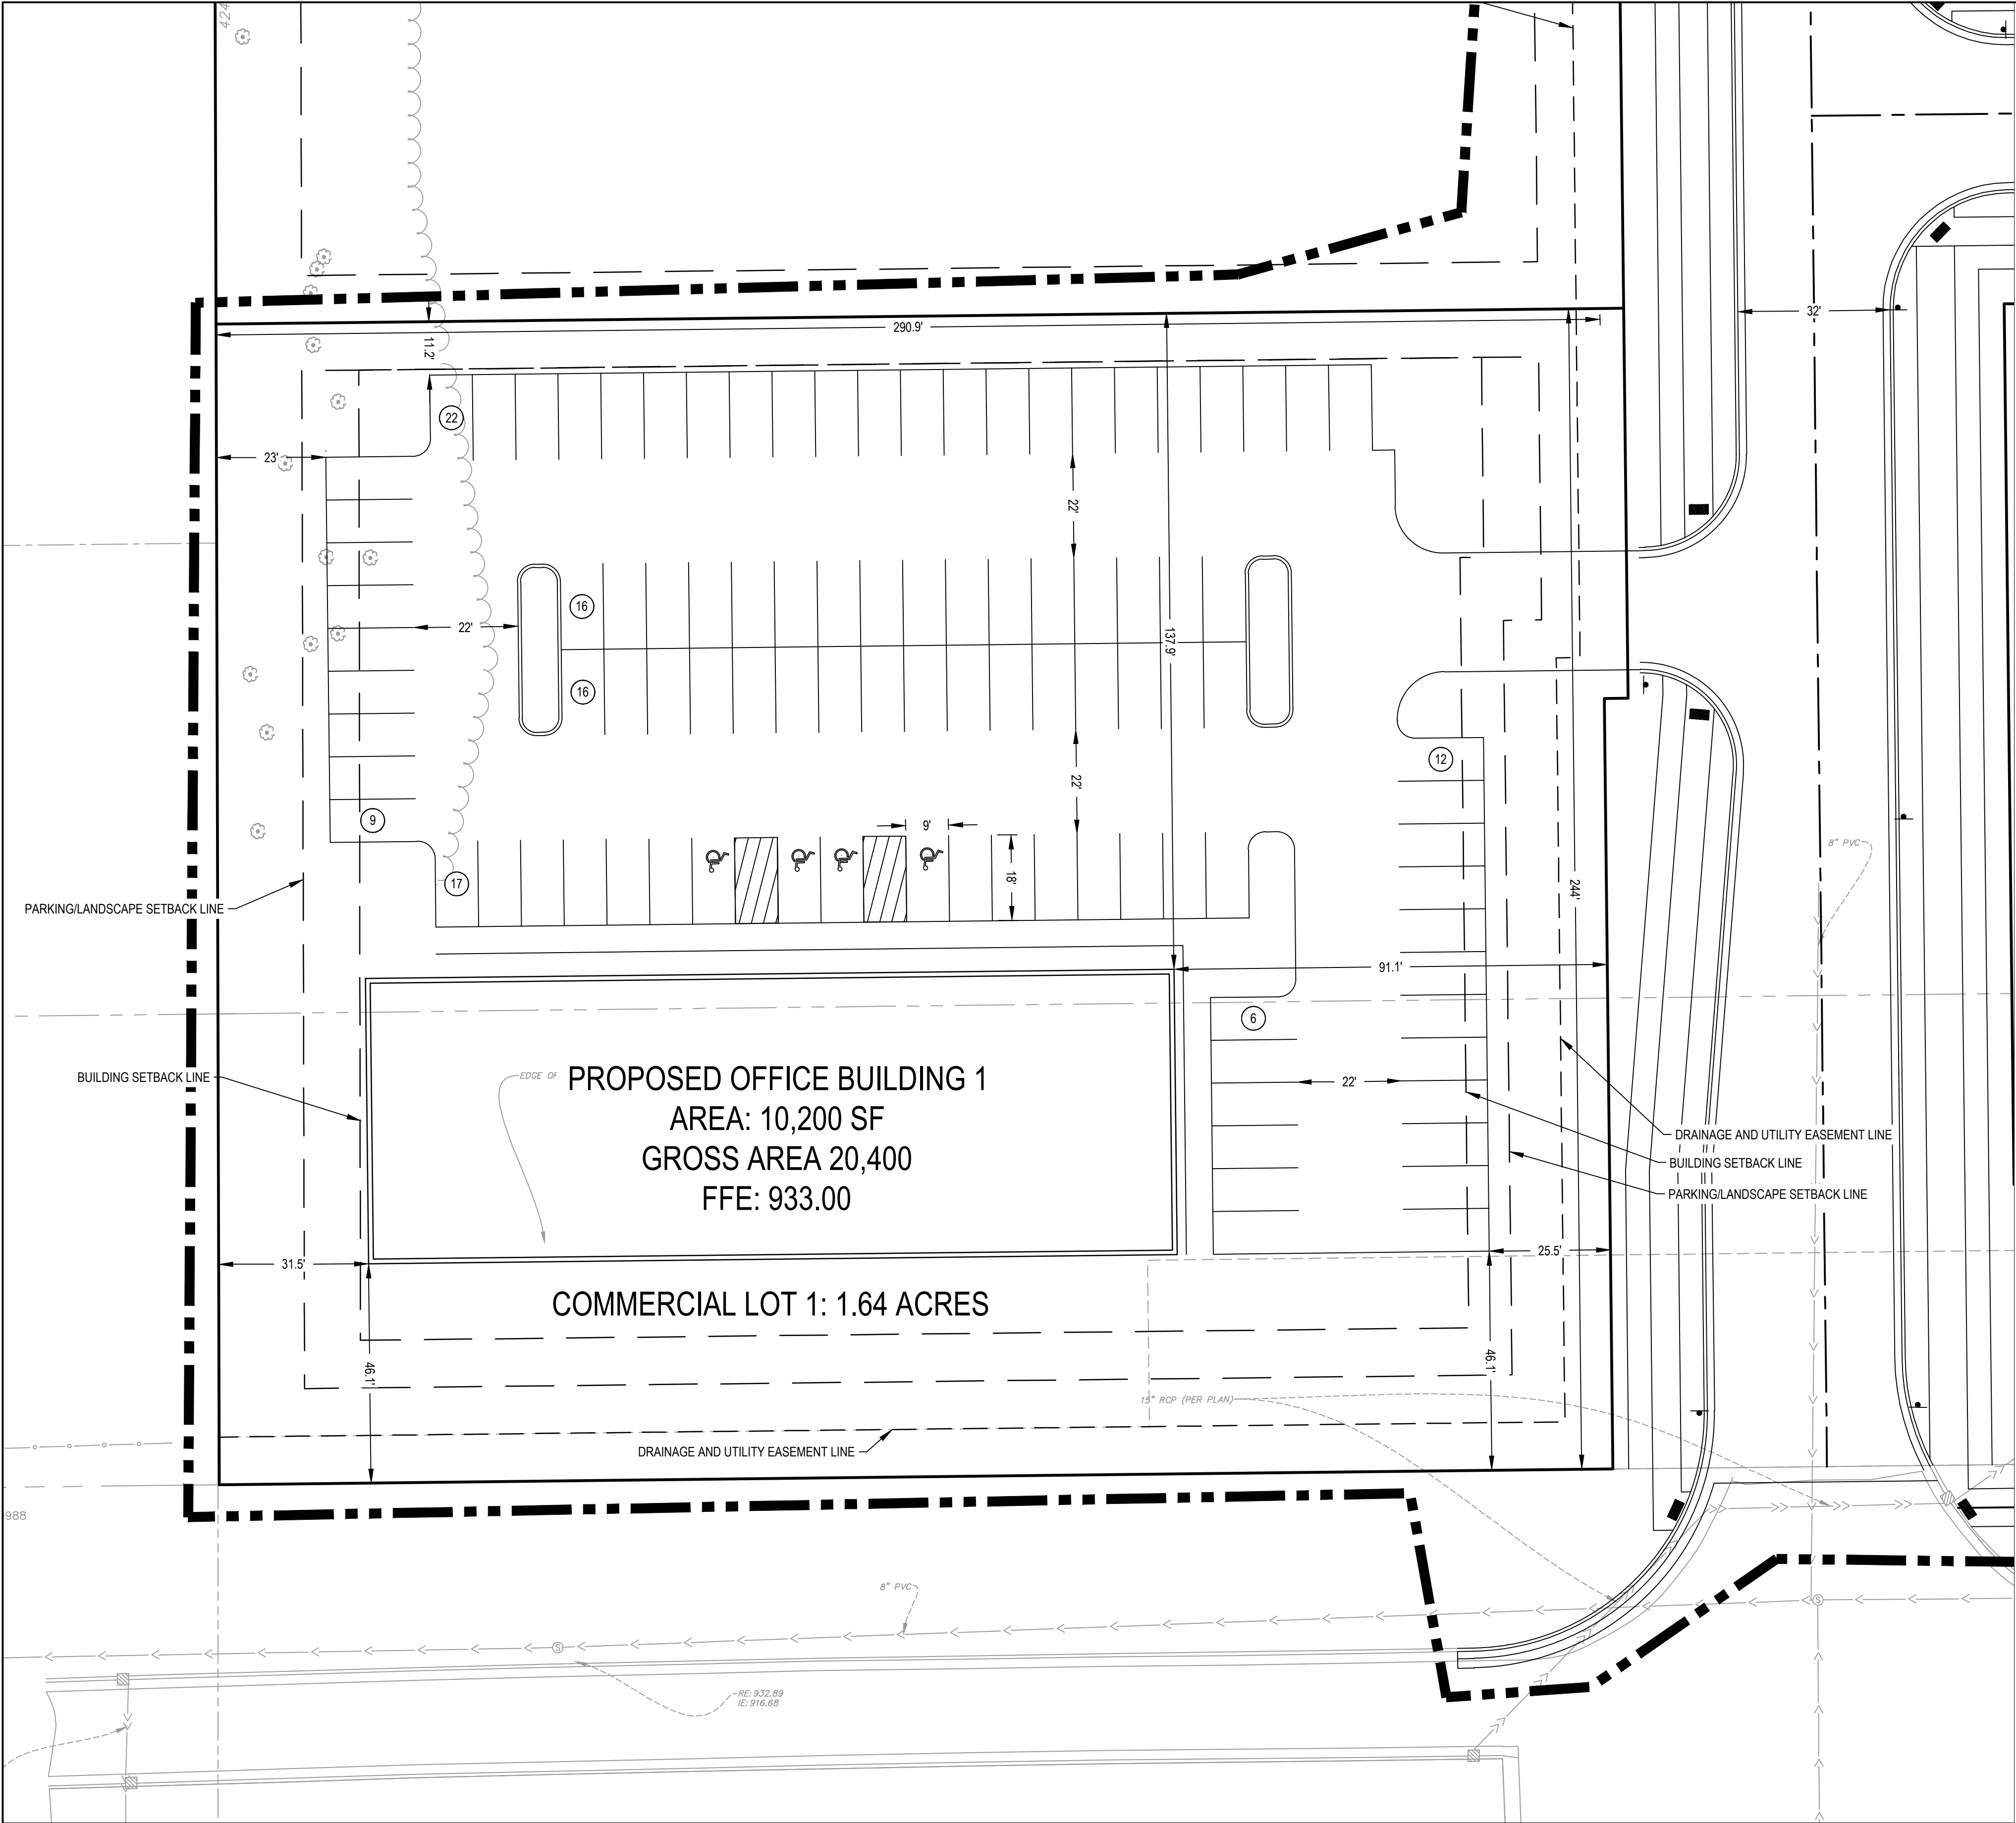 424
290.9'
32'
11.2'
22
23'
22'
16
22'
137.9'
16
22'
12
9
9'
8" PVC
17
18'
244'
PARKING/LANDSCAPE SETBACK LINE
91.1'
6
BUILDING SETBACK LINE
EDGE OF
PROPOSED OFFICE BUILDING 1
AREA: 10,200 SF
GROSS AREA 20,400
FFE: 933.00
22'
DRAINAGE AND UTILITY EASEMENT LINE
BUILDING SETBACK LINE
PARKING/LANDSCAPE SETBACK LINE
31.5'
25.5'
COMMERCIAL LOT 1: 1.64 ACRES
46.1'
46.1'
15" RCP (PER PLAN)
DRAINAGE AND UTILITY EASEMENT LINE
988
8" PVC
S
S
RE: 932.89
IE: 916.68